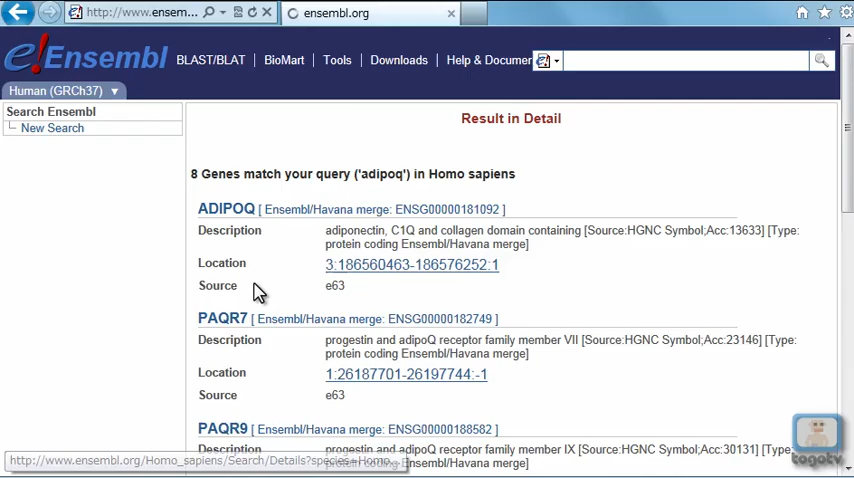 http://www.ensem...
ensembl.org
e!Ensembl
BLAST/BLAT
BioMart
Tools
Downloads
Help & Documen
Human (GRCh37) ▼
Search Ensembl
New Search
Result in Detail
8 Genes match your query ('adipoq') in Homo sapiens
ADIPOQ [ Ensembl/Havana merge: ENSG00000181092 ]
Description adiponectin, C1Q and collagen domain containing [Source:HGNC Symbol;Acc:13633] [Type:
protein coding Ensembl/Havana merge]
Location 3:186560463-186576252:1
Source e63
PAQR7 [ Ensembl/Havana merge: ENSG00000182749 ]
Description progestin and adipoQ receptor family member VII [Source:HGNC Symbol;Acc:23146] [Type:
protein coding Ensembl/Havana merge]
Location 1:26187701-26197744:-1
Source e63
PAQR9 [ Ensembl/Havana merge: ENSG00000188582 ]
Description progestin and adipoQ receptor family member IX [Source:HGNC Symbol;Acc:30131] [Type:
http://www.ensembl.org/Homo_sapiens/Search/Details?species=Homo...
protein coding Ensembl/Havana merge]
togotv